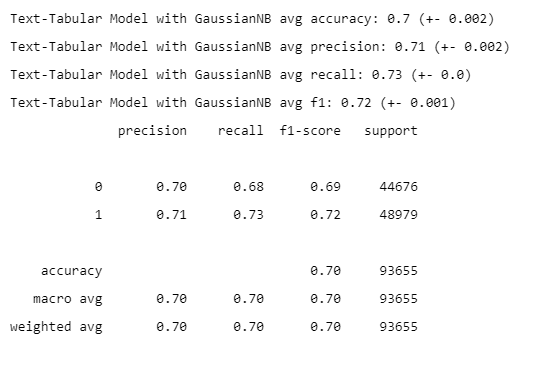 Text-Tabular Model with GaussianNB avg accuracy: 0.7 (+- 0.002)
Text-Tabular Model with GaussianNB avg precision: 0.71 (+- 0.002)
Text-Tabular Model with GaussianNB avg recall: 0.73 (+- 0.0)
Text-Tabular Model with GaussianNB avg f1: 0.72 (+- 0.001)
precision recall f1-score support
0 0.70 0.68 0.69 44676
1 0.71 0.73 0.72 48979
accuracy 0.70 93655
macro avg 0.70 0.70 0.70 93655
weighted avg 0.70 0.70 0.70 93655